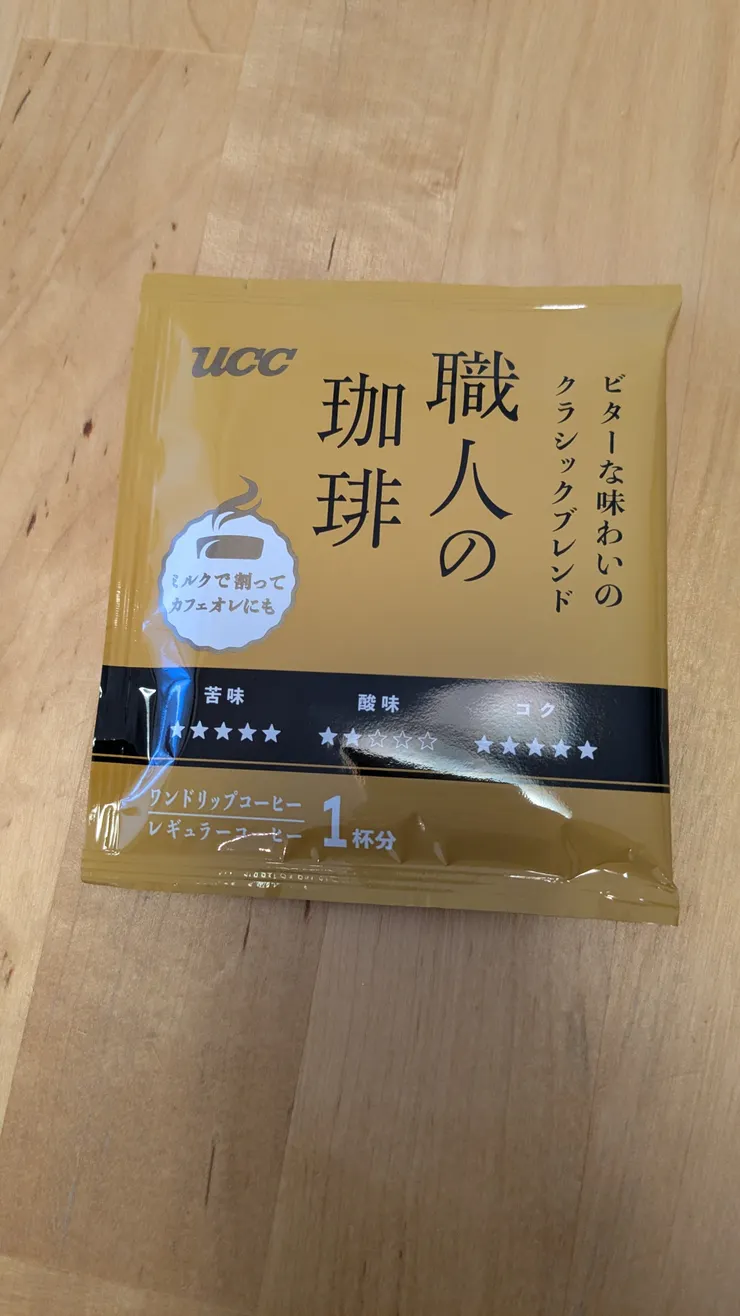 UCC
ビターな味わいの
クラシックブレンド
職人の
珈琲
ミルクで割って
カフェオレにも
苦味
酸味
コク
★★★★★
★★☆☆☆
★★★★★
ワンドリップコーヒー
レギュラーコーヒー
1杯分